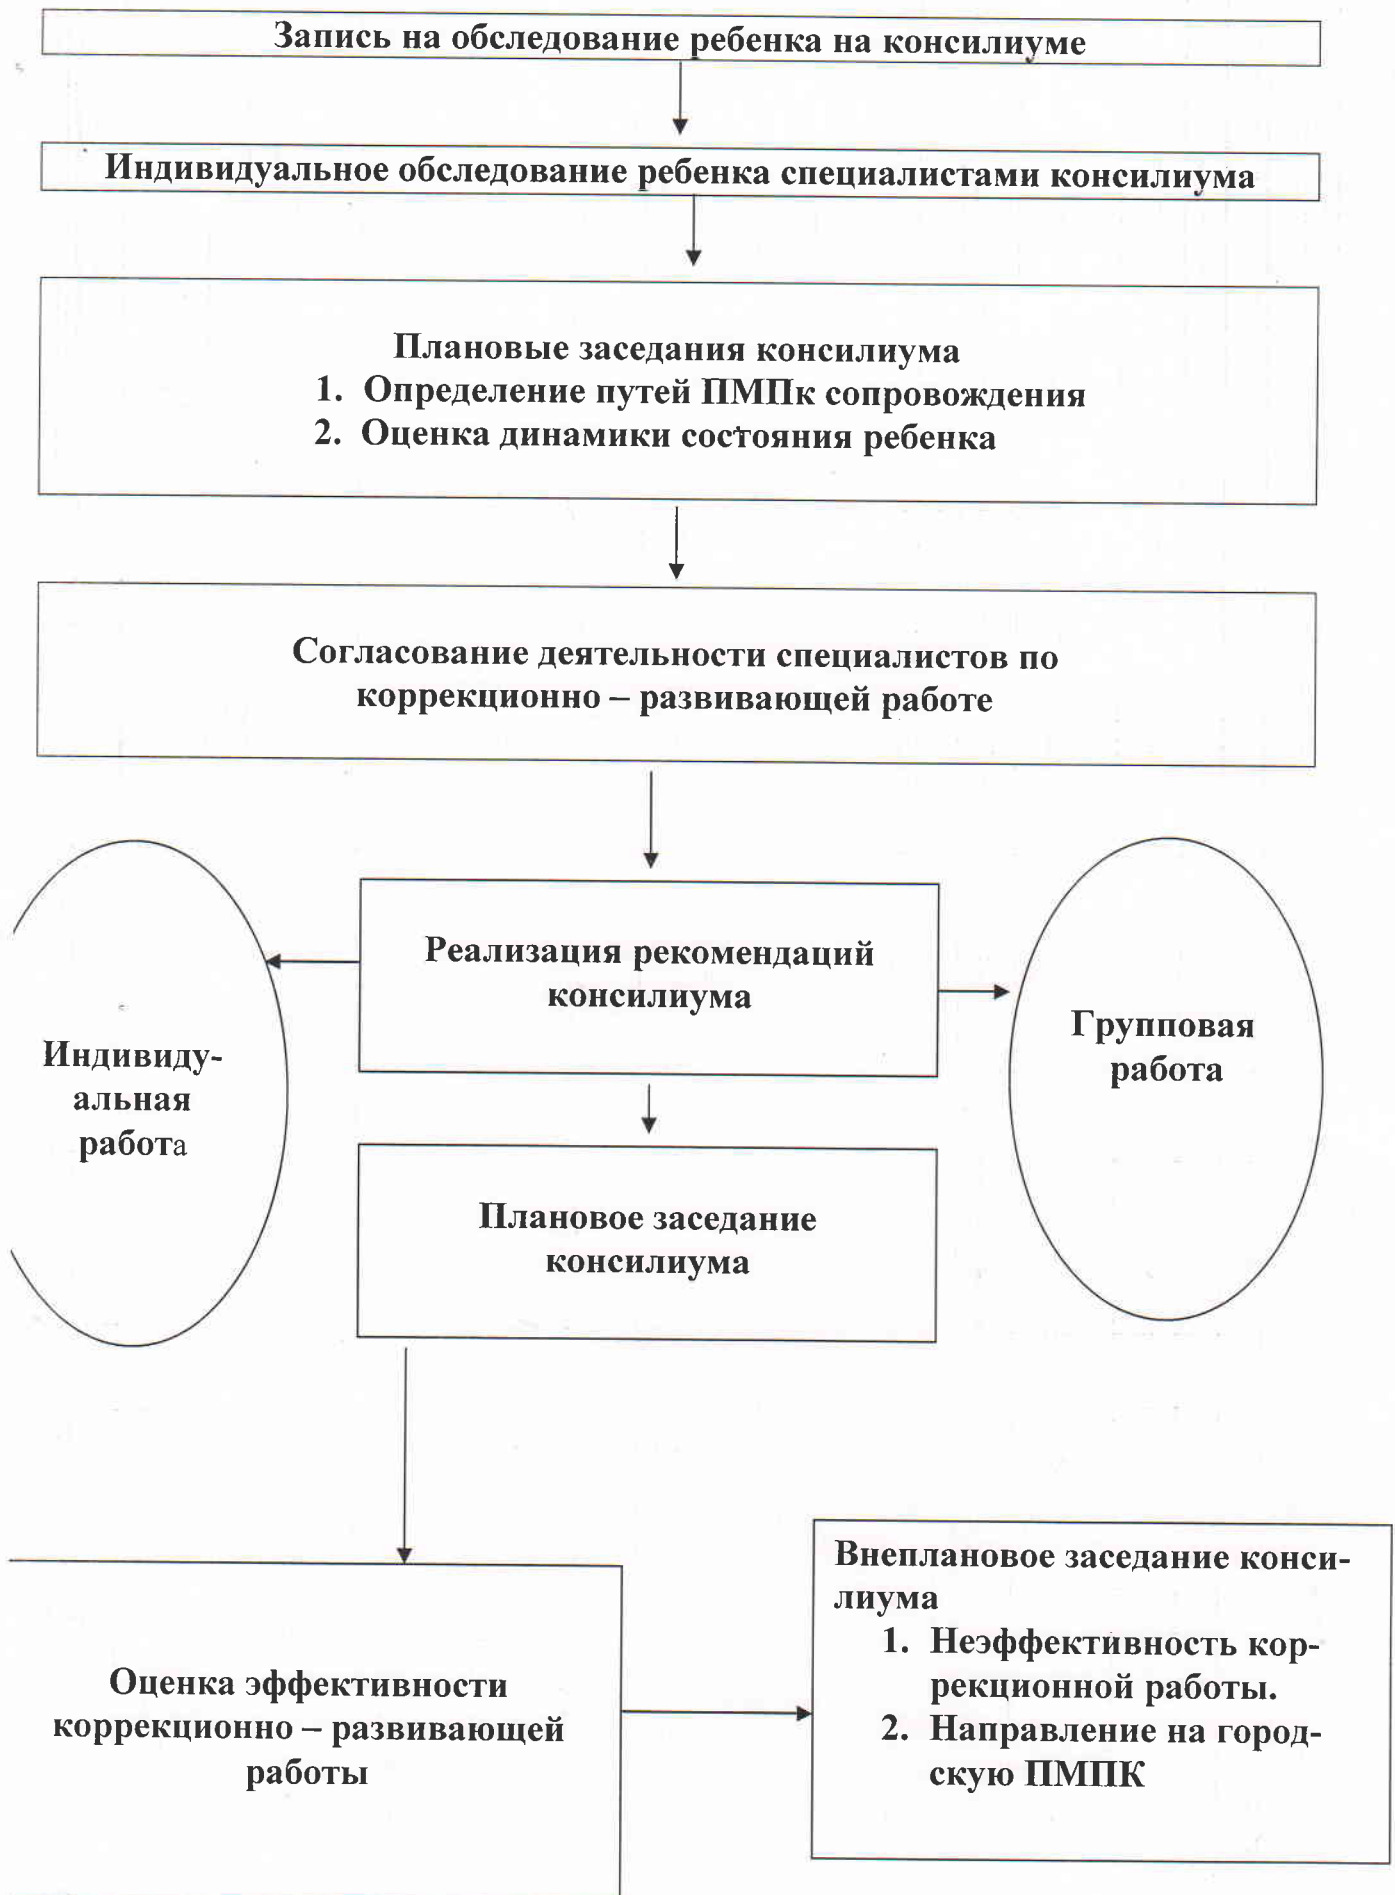 Запись на обследование ребенка на консилиуме
Индивидуальное обследование ребенка специалистами консилиума
Плановые заседания консилиума
1. Определение путей ПМПк сопровождения
2. Оценка динамики состояния ребенка
Согласование деятельности специалистов по
коррекционно – развивающей работе
Реализация рекомендаций
консилиума
Индивиду-
альная
работа
Групповая
работа
Плановое заседание
консилиума
Оценка эффективности
коррекционно – развивающей
работы
Внеплановое заседание конси-
лиума
1. Неэффективность кор-
рекционной работы.
2. Направление на город-
скую ПМПК